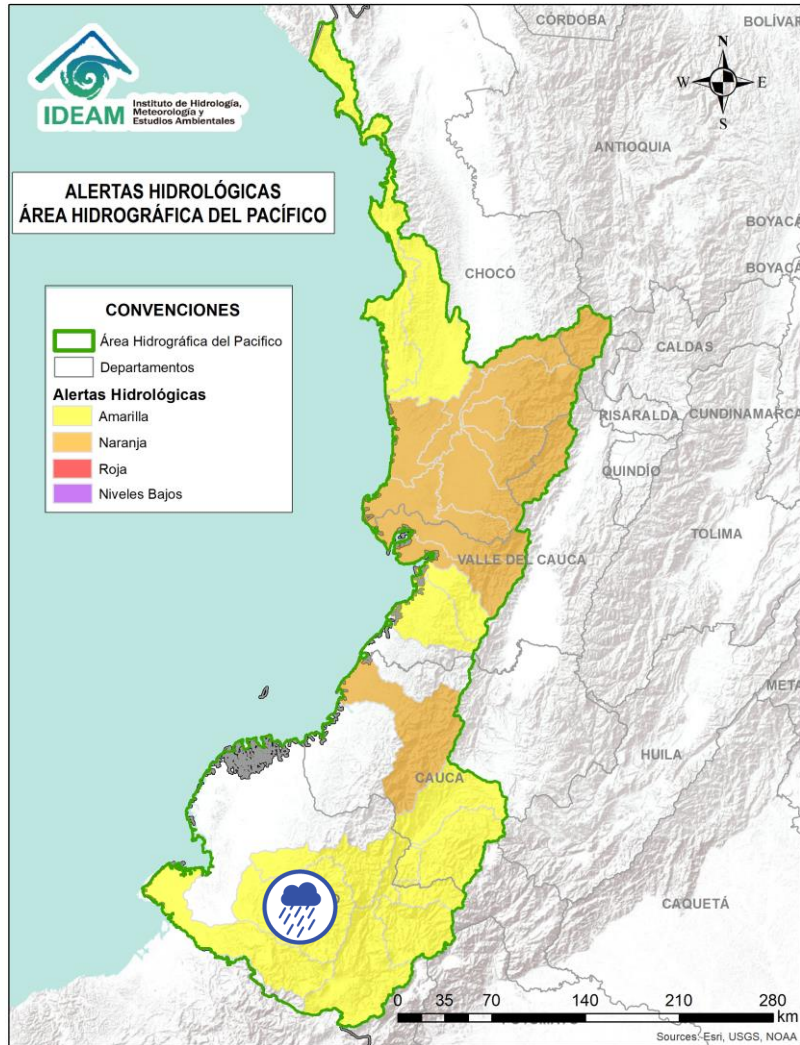 IDEAM
Instituto de Hidrología,
Meteorología y
Estudios Ambientales
ALERTAS HIDROLÓGICAS
ÁREA HIDROGRÁFICA DEL PACÍFICO
CONVENCIONES
Área Hidrográfica del Pacifico
Departamentos
Alertas Hidrológicas
Amarilla
Naranja
Roja
Niveles Bajos
N
W
E
S
CÓRDOBA
BOLÍVAR
ANTIOQUIA
BOYACÁ
CHOCÓ
BOYACÁ
CALDAS
RISARALDA
CUNDINAMARCA
QUINDÍO
TOLIMA
VALLE DEL CAUCA
META
HUILA
CAUCA
CAQUETÁ
0 35 70 140 210 280
km
Sources: Esri, USGS, NOAA